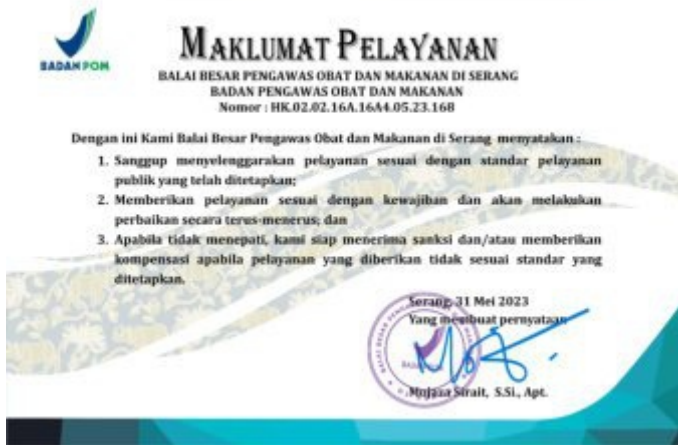 BADAN POM
MAKLUMAT PELAYANAN
BALAI BESAR PENGAWAS OBAT DAN MAKANAN DI SERANG
BADAN PENGAWAS OBAT DAN MAKANAN
Nomor : HK.02.02.16A.16A4.05.23.168
Dengan ini Kami Balai Besar Pengawas Obat dan Makanan di Serang menyatakan :
1. Sanggup menyelenggarakan pelayanan sesuai dengan standar pelayanan
publik yang telah ditetapkan;
2. Memberikan pelayanan sesuai dengan kewajiban dan akan melakukan
perbaikan secara terus-menerus; dan
3. Apabila tidak menepati, kami siap menerima sanksi dan/atau memberikan
kompensasi apabila pelayanan yang diberikan tidak sesuai standar yang
ditetapkan.
Serang, 31 Mei 2023
Yang membuat pernyataan
BALAI BESAR
Sirait, S.Si., Apt.